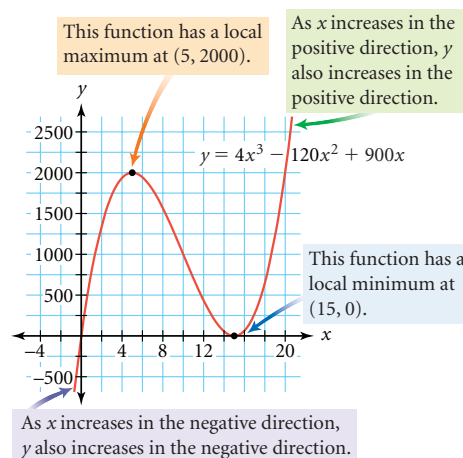 This function has a local
maximum at (5, 2000).
As x increases in the
positive direction, y
also increases in the
positive direction.
y
2500
2000
1500
1000
500
y = 4x³ − 120x² + 900x
This function has a
local minimum at
(15, 0).
x
−4 4 8 12 20
−500
As x increases in the negative direction,
y also increases in the negative direction.